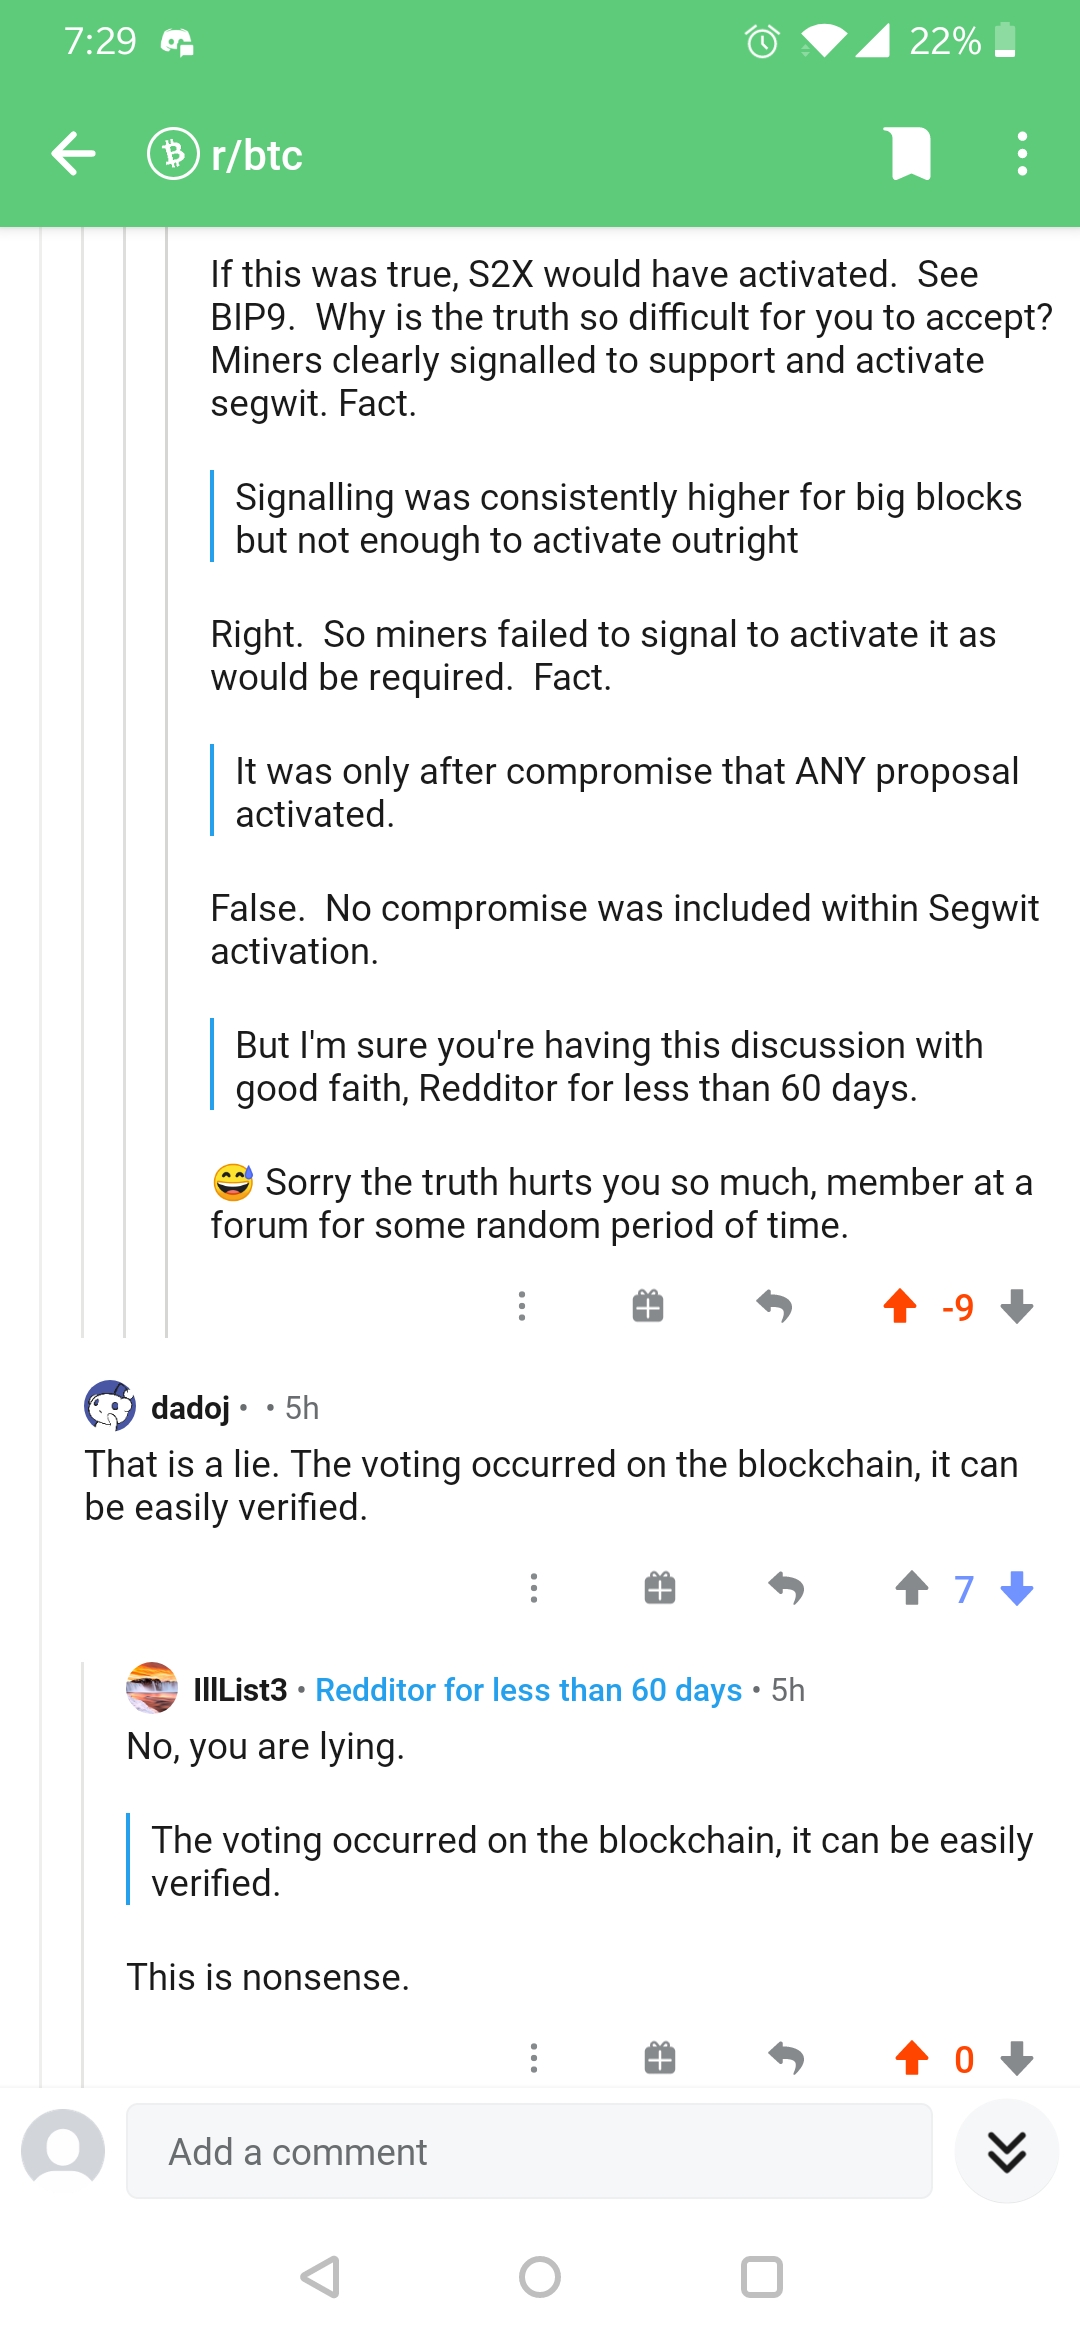 7:29
22%
r/btc
If this was true, S2X would have activated.  See
BIP9.  Why is the truth so difficult for you to accept?
Miners clearly signalled to support and activate
segwit. Fact.
Signalling was consistently higher for big blocks
but not enough to activate outright
Right.  So miners failed to signal to activate it as
would be required.  Fact.
It was only after compromise that ANY proposal
activated.
False.  No compromise was included within Segwit
activation.
But I'm sure you're having this discussion with
good faith, Redditor for less than 60 days.
😅 Sorry the truth hurts you so much, member at a
forum for some random period of time.
-9
dadoj • • 5h
That is a lie. The voting occurred on the blockchain, it can
be easily verified.
7
IllList3 • Redditor for less than 60 days • 5h
No, you are lying.
The voting occurred on the blockchain, it can be easily
verified.
This is nonsense.
0
Add a comment